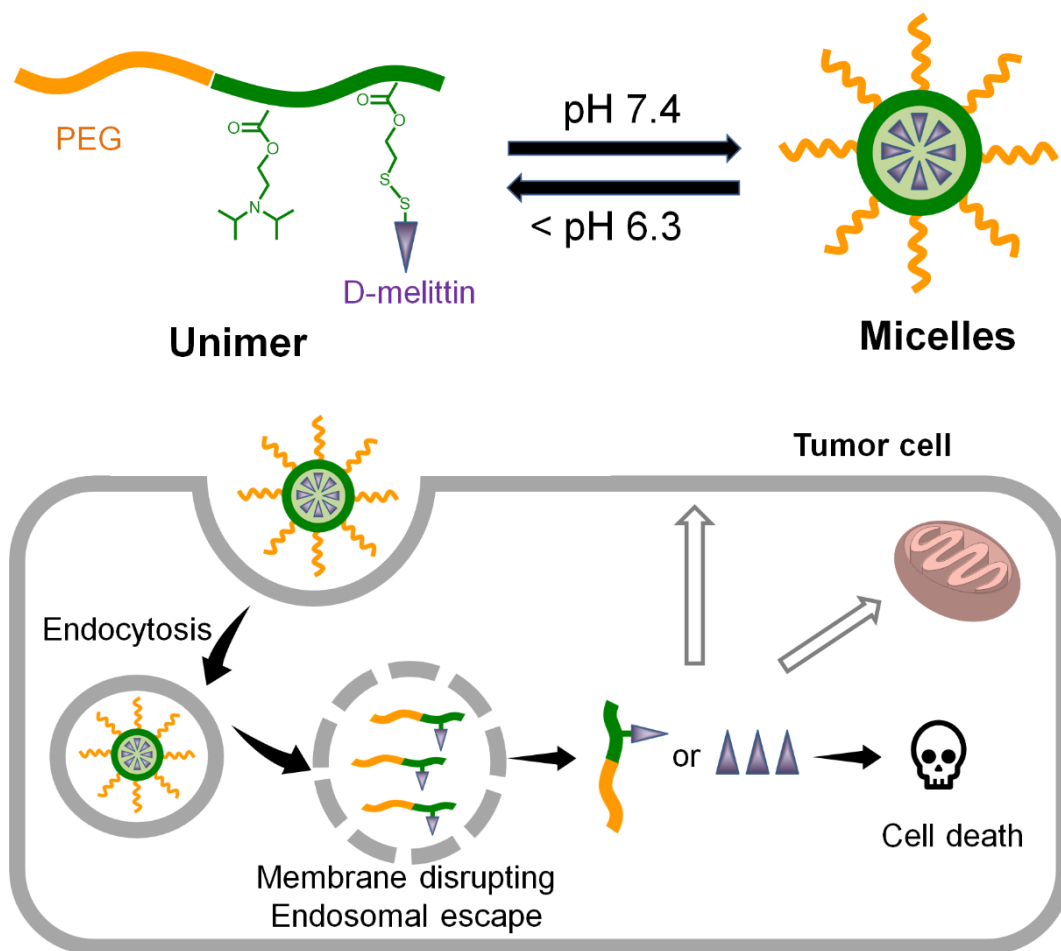 PEG
O
O
N
O
O
S
S
D-melittin
Unimer
pH 7.4
< pH 6.3
Micelles
Tumor cell
Endocytosis
Membrane disrupting
Endosomal escape
or
Cell death